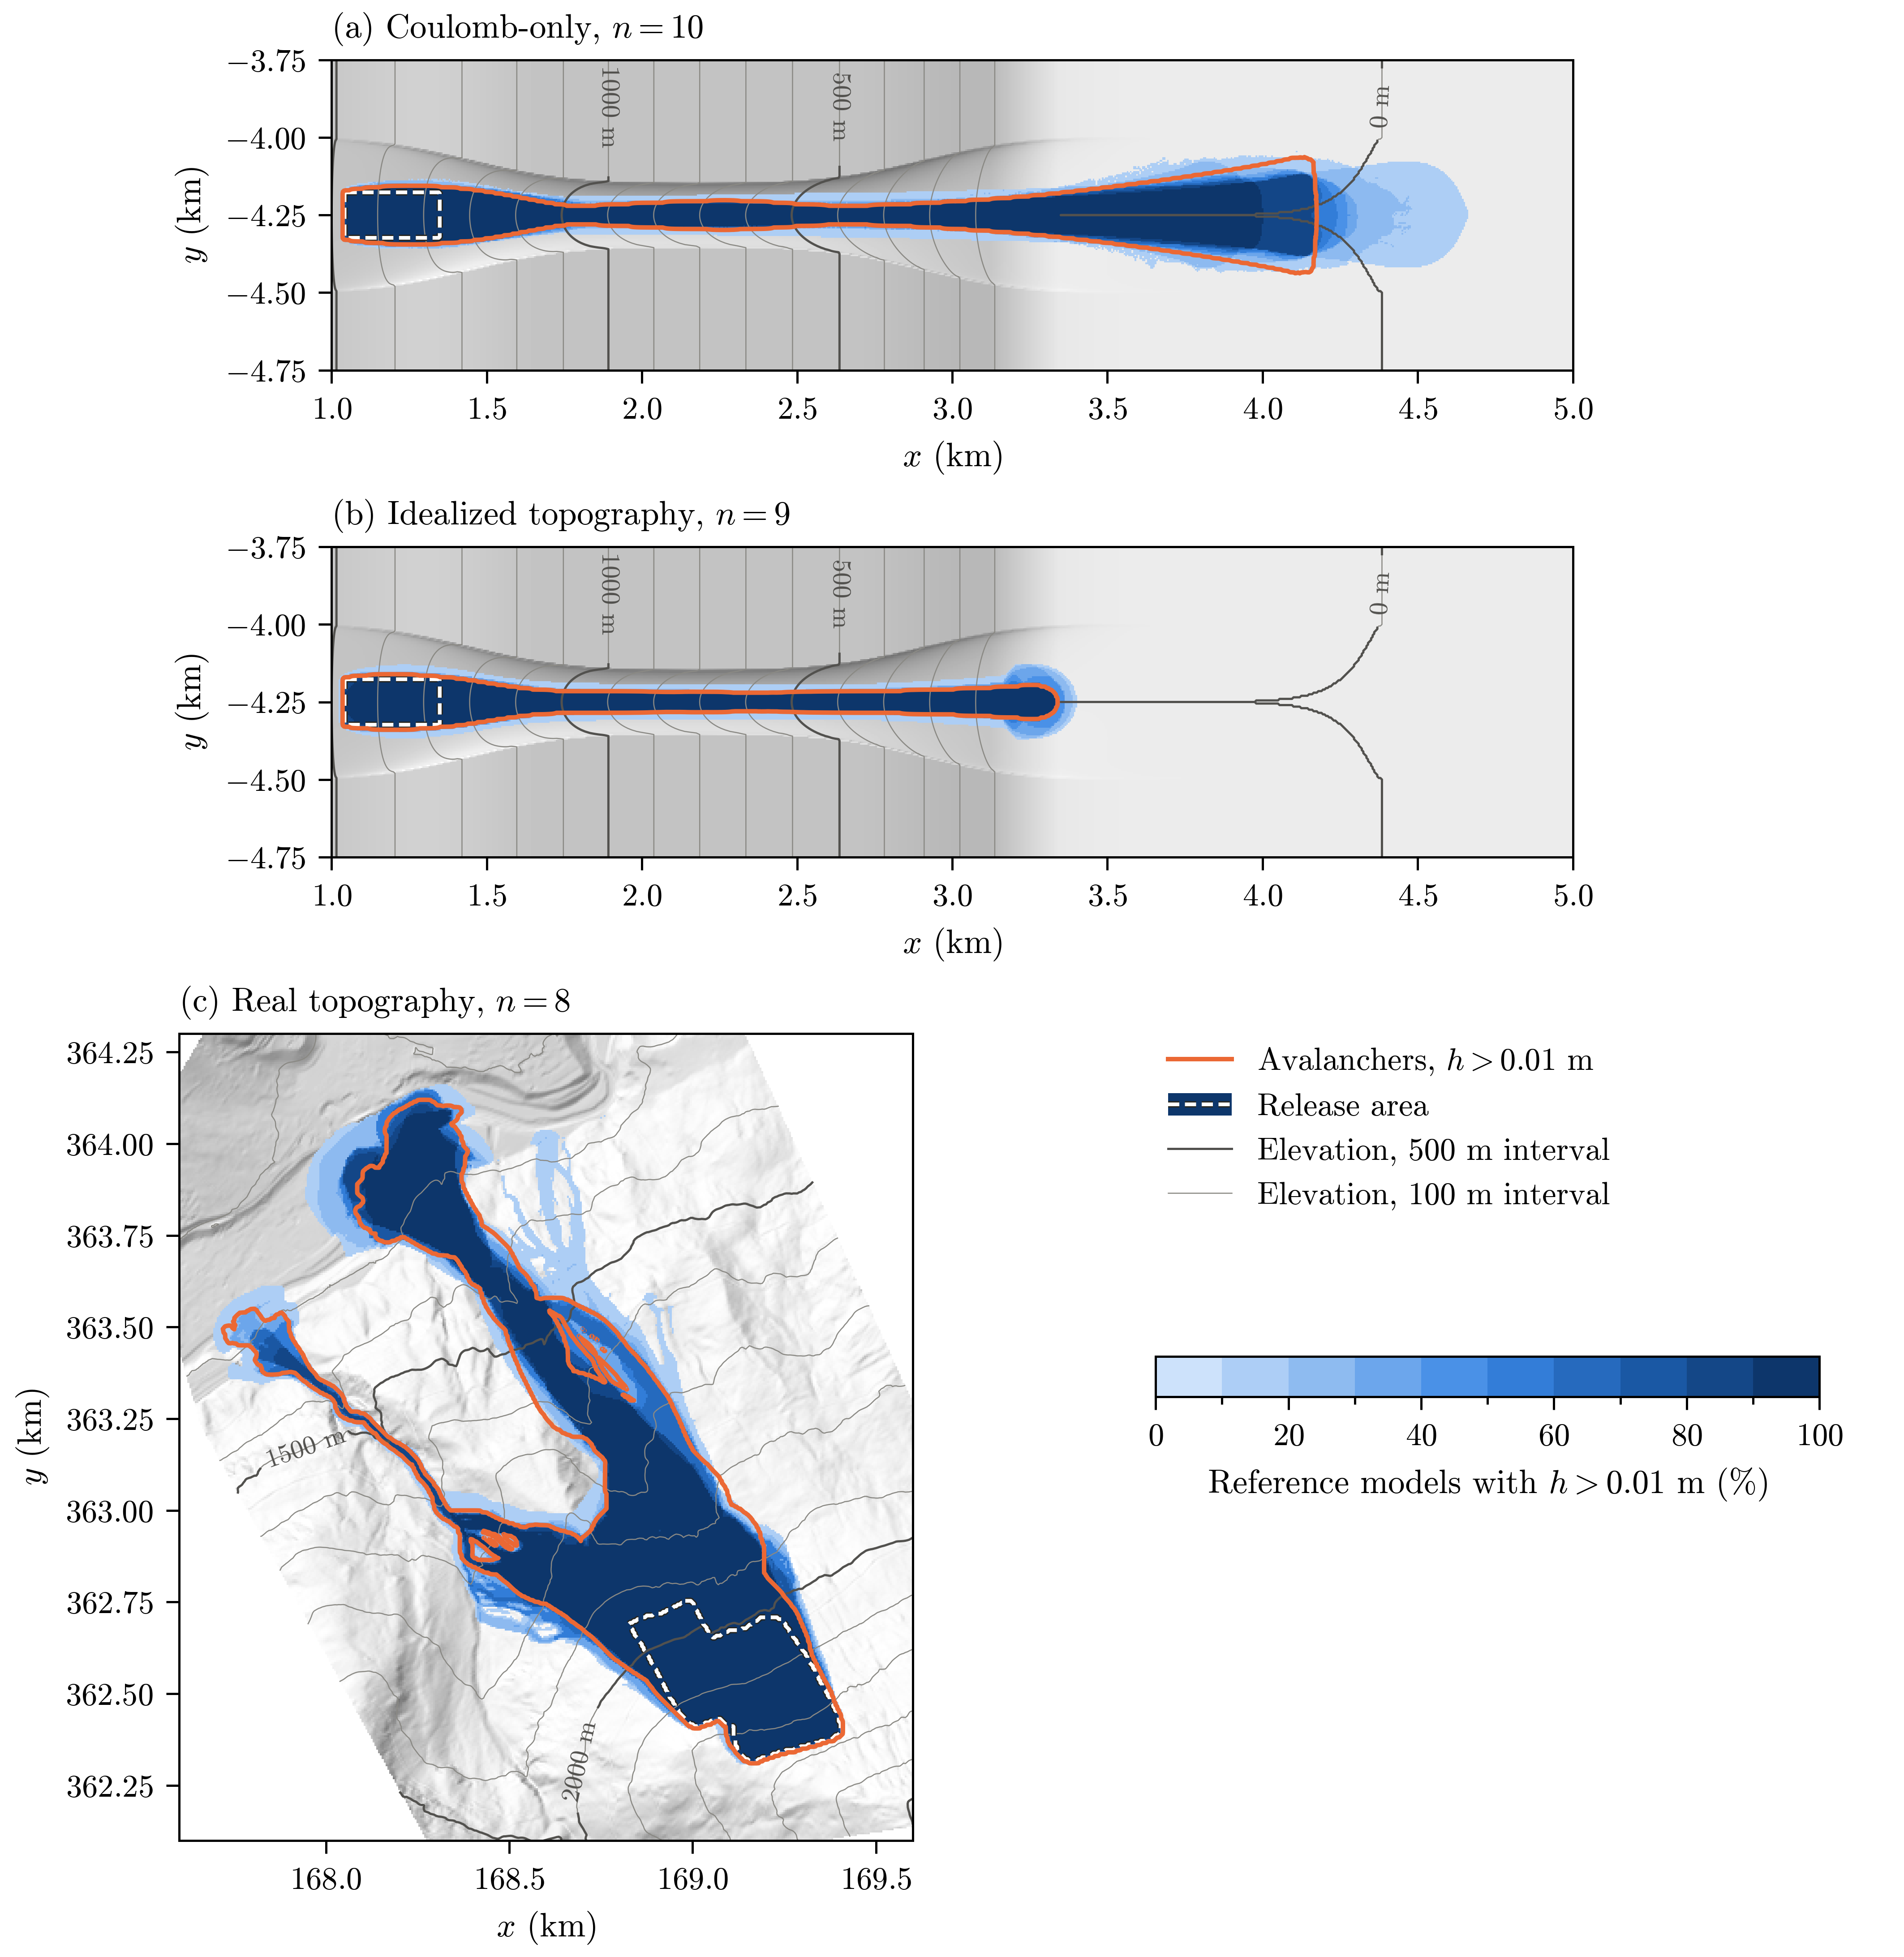 (a) Coulomb-only, n = 10
−3.75
−4.00
−4.25
−4.50
−4.75
y (km)
1000 m
500 m
0 m
1.0 1.5 2.0 2.5 3.0 3.5 4.0 4.5 5.0
x (km)
(b) Idealized topography, n = 9
−3.75
−4.00
−4.25
−4.50
−4.75
y (km)
1000 m
500 m
0 m
1.0 1.5 2.0 2.5 3.0 3.5 4.0 4.5 5.0
x (km)
(c) Real topography, n = 8
364.25
364.00
363.75
363.50
363.25
363.00
362.75
362.50
362.25
y (km)
1500 m
2000 m
168.0 168.5 169.0 169.5
x (km)
Avalanchers, h > 0.01 m
Release area
Elevation, 500 m interval
Elevation, 100 m interval
0 20 40 60 80 100
Reference models with h > 0.01 m (%)